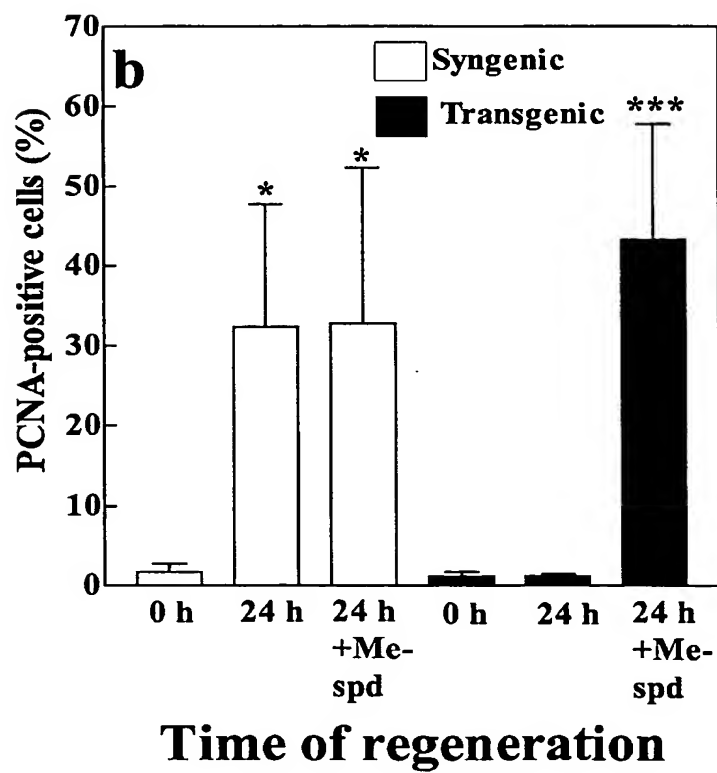 b
Syngenic
Transgenic
PCNA-positive cells (%)
70
60
50
40
30
20
10
0
*
*
***
0 h
24 h
24 h
+Me-
spd
0 h
24 h
24 h
+Me-
spd
Time of regeneration